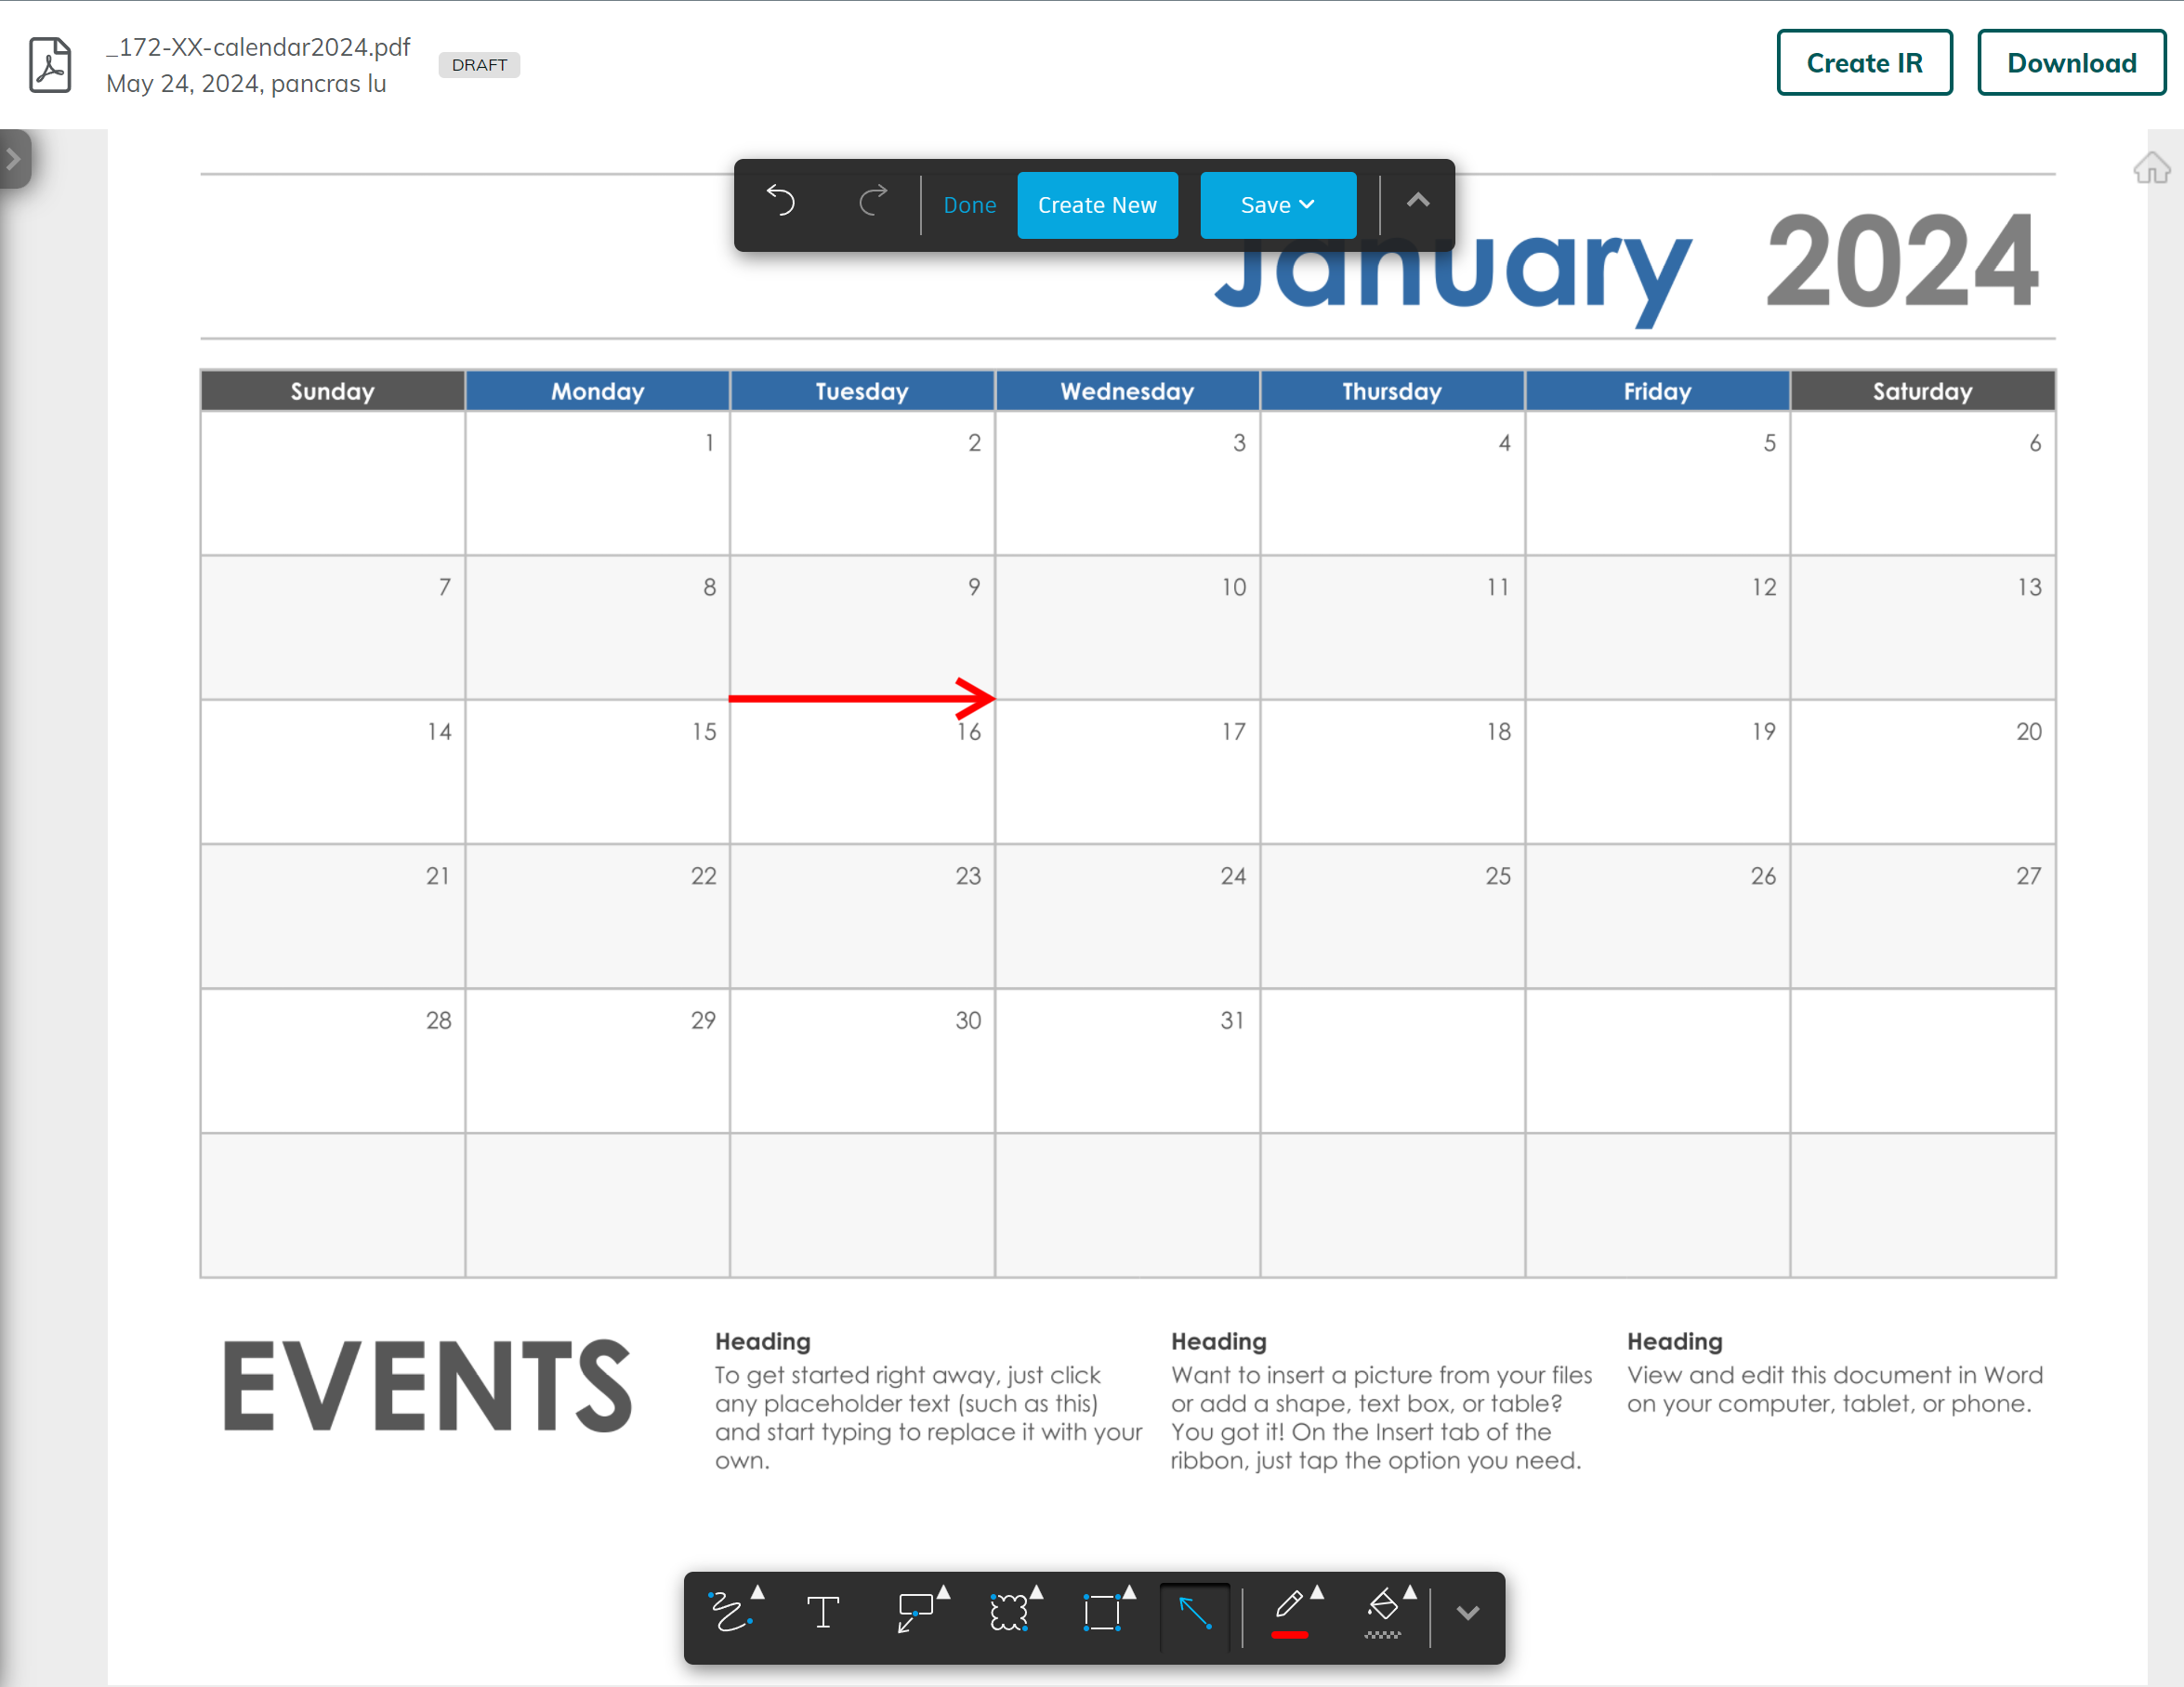 _172-XX-calendar2024.pdf
May 24, 2024, pancras lu
DRAFT
Create IR
Download
Done
Create New
Save
January 2024
Sunday Monday Tuesday Wednesday Thursday Friday Saturday
1 2 3 4 5 6
7 8 9 10 11 12 13
14 15 16 17 18 19 20
21 22 23 24 25 26 27
28 29 30 31
EVENTS
Heading
To get started right away, just click
any placeholder text (such as this)
and start typing to replace it with your
own.
Heading
Want to insert a picture from your files
or add a shape, text box, or table?
You got it! On the Insert tab of the
ribbon, just tap the option you need.
Heading
View and edit this document in Word
on your computer, tablet, or phone.
T